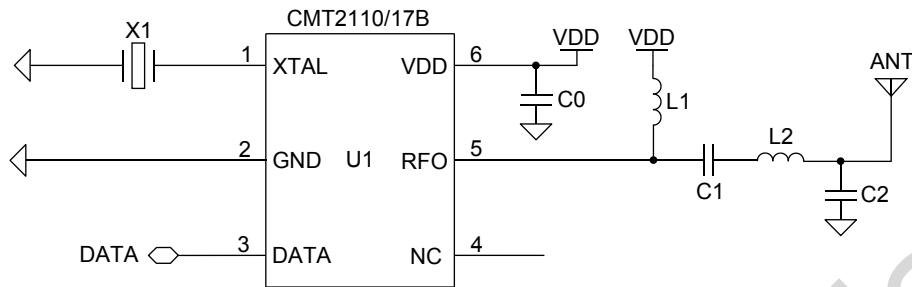 CMT2110/17B
X1
1
XTAL
VDD
6
VDD
C0
VDD
L1
ANT
2
GND
U1
RFO
5
C1
L2
C2
DATA
3
DATA
NC
4